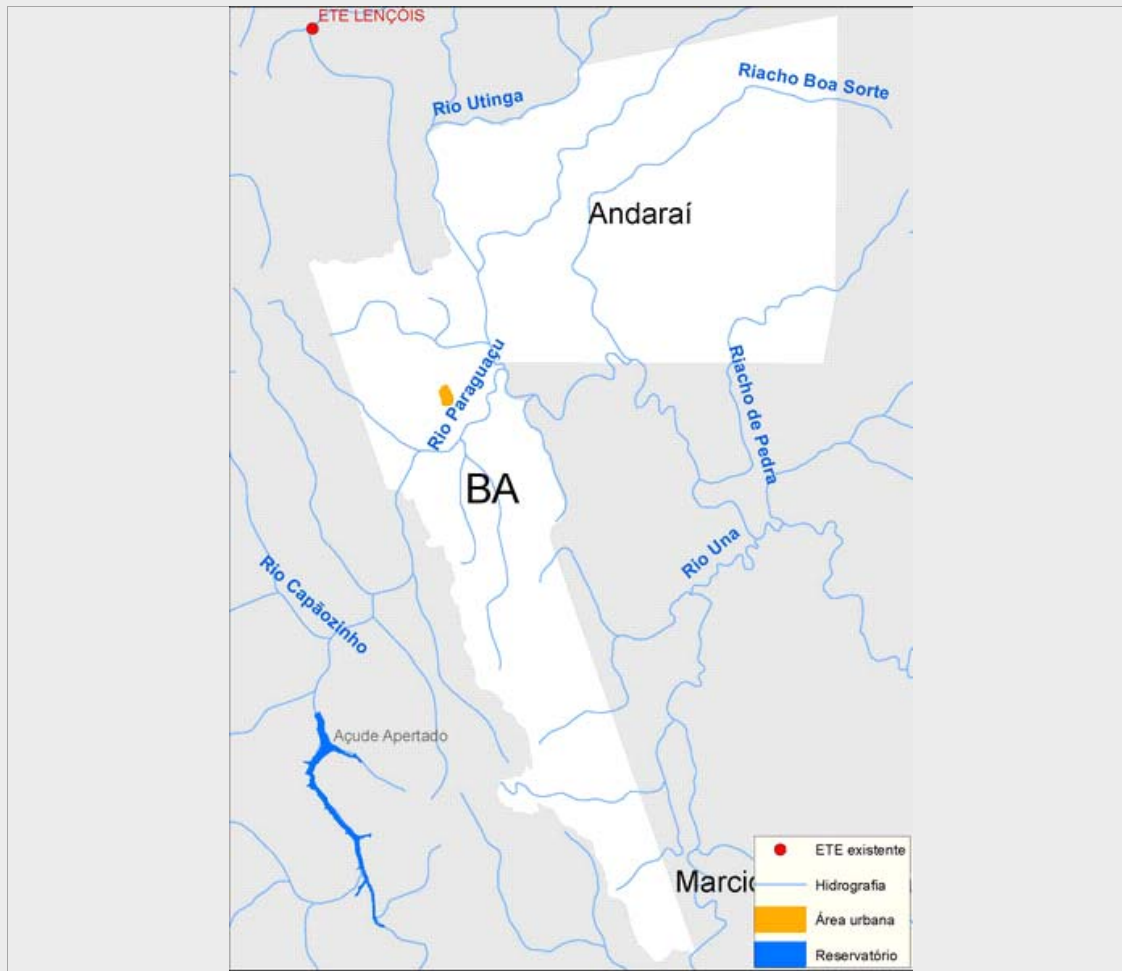 ETE LENÇÓIS
Riacho Boa Sorte
Rio Utinga
Andaraí
Rio Paraguaçu
Riacho de Pedra
BA
Rio Una
Rio Capãozinho
Açude Apertado
ETE existente
Marcio
Hidrografia
Área urbana
Reservatório